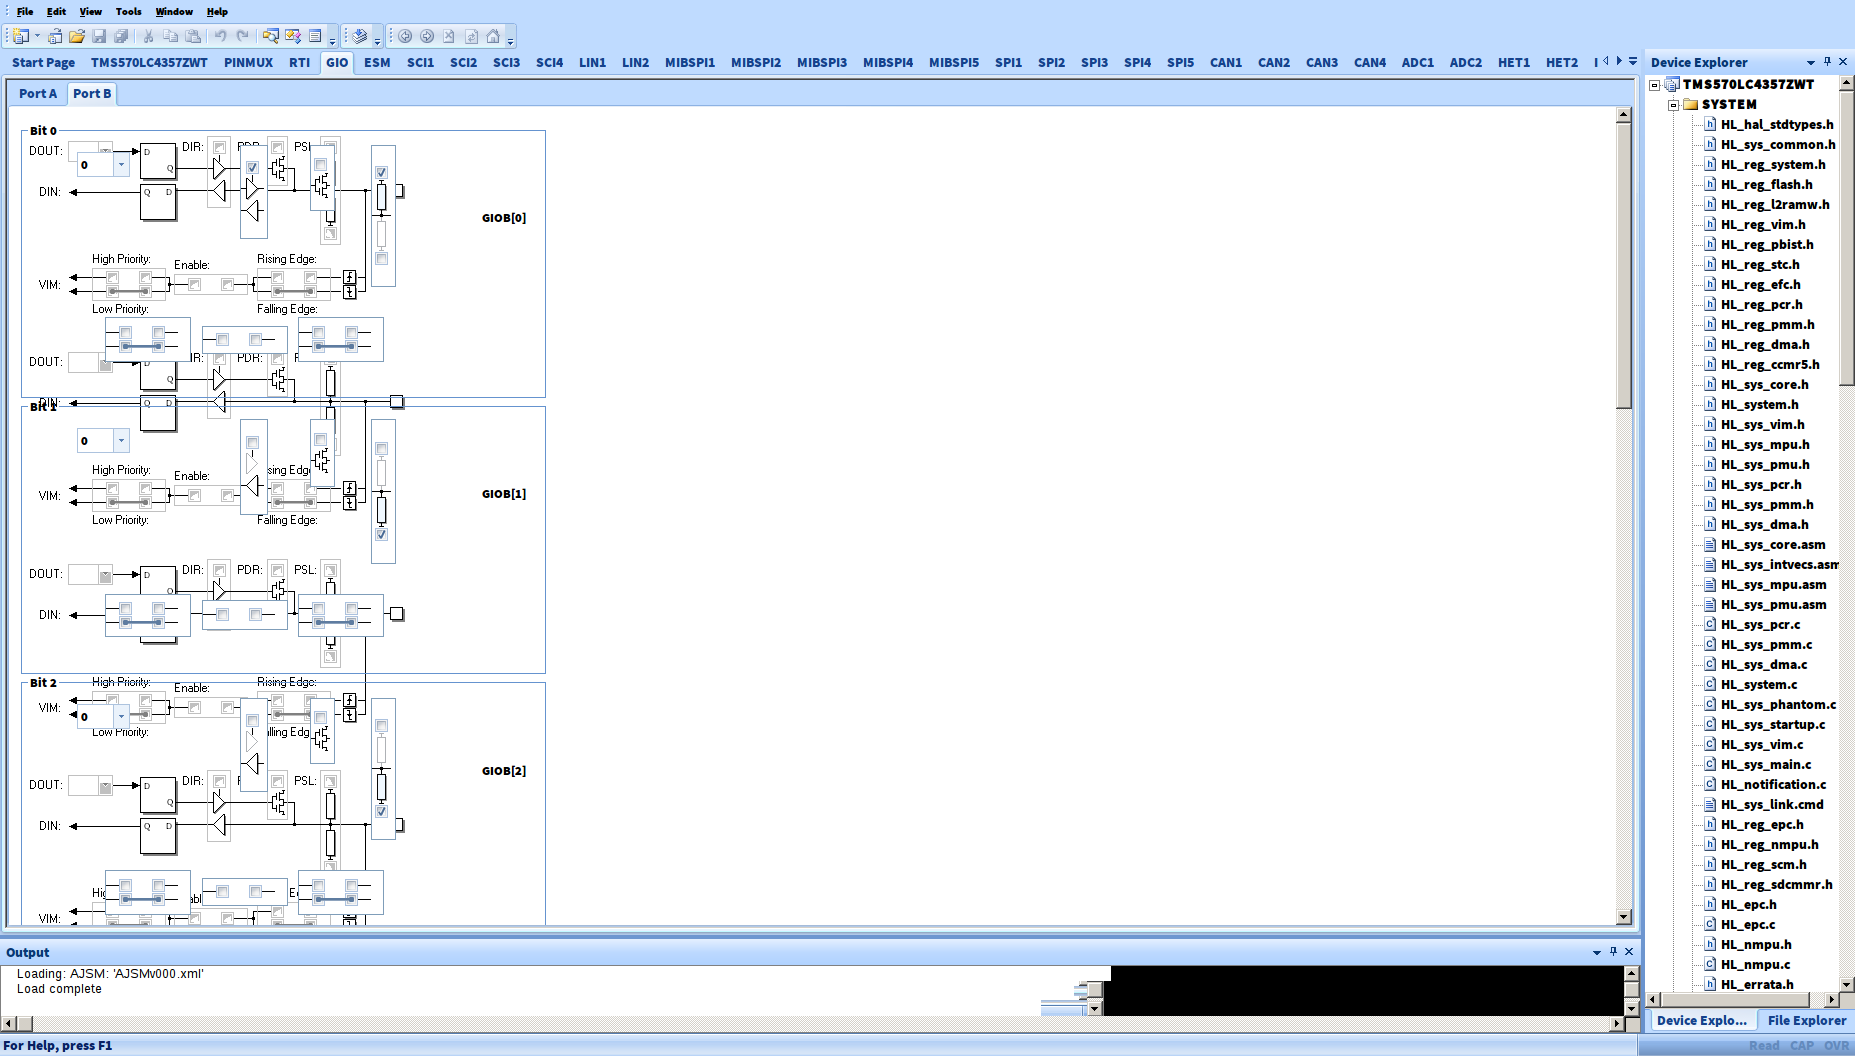 File Edit View Tools Window Help
Start Page TMS570LC4357ZWT PINMUX RTI GIO ESM SCI1 SCI2 SCI3 SCI4 LIN1 LIN2 MIBSPI1 MIBSPI2 MIBSPI3 MIBSPI4 MIBSPI5 SPI1 SPI2 SPI3 SPI4 SPI5 CAN1 CAN2 CAN3 CAN4 ADC1 ADC2 HET1 HET2
Port A Port B
Bit 0
DOUT: 0 D Q DIR: PSL
DIN: Q D
GIOB[0]
High Priority: Enable: Rising Edge:
VIM:
Low Priority: Falling Edge:
DOUT: Q PDR:
DIN: Q D
Bit 1
0
High Priority: Enable: Edge
VIM:
GIOB[1]
Low Priority: Falling Edge:
DOUT: D Q DIR: PDR: PSL:
DIN:
Bit 2
High Priority: Enable: Rising Edge:
VIM: 0
Low Priority:
GIOB[2]
DOUT: D Q DIR: PSL:
DIN: Q D
VIM:
Output
Loading: AJSM: 'AJSMv000.xml'
Load complete
For Help, press F1
Device Explorer
TMS570LC4357ZWT
SYSTEM
HL_hal_stdtypes.h
HL_sys_common.h
HL_reg_system.h
HL_reg_flash.h
HL_reg_l2ramw.h
HL_reg_vim.h
HL_reg_pbist.h
HL_reg_stc.h
HL_reg_efc.h
HL_reg_pcr.h
HL_reg_pmm.h
HL_reg_dma.h
HL_reg_ccmr5.h
HL_sys_core.h
HL_system.h
HL_sys_vim.h
HL_sys_mpu.h
HL_sys_pmu.h
HL_sys_pcr.h
HL_sys_pmm.h
HL_sys_dma.h
HL_sys_core.asm
HL_sys_intvecs.asm
HL_sys_mpu.asm
HL_sys_pmu.asm
HL_sys_pcr.c
HL_sys_pmm.c
HL_sys_dma.c
HL_system.c
HL_sys_phantom.c
HL_sys_startup.c
HL_sys_vim.c
HL_sys_main.c
HL_notification.c
HL_sys_link.cmd
HL_reg_epc.h
HL_reg_nmpu.h
HL_reg_scm.h
HL_reg_sdcmmr.h
HL_epc.h
HL_epc.c
HL_nmpu.h
HL_nmpu.c
HL_errata.h
Device Explo... File Explorer
Read CAP OVR